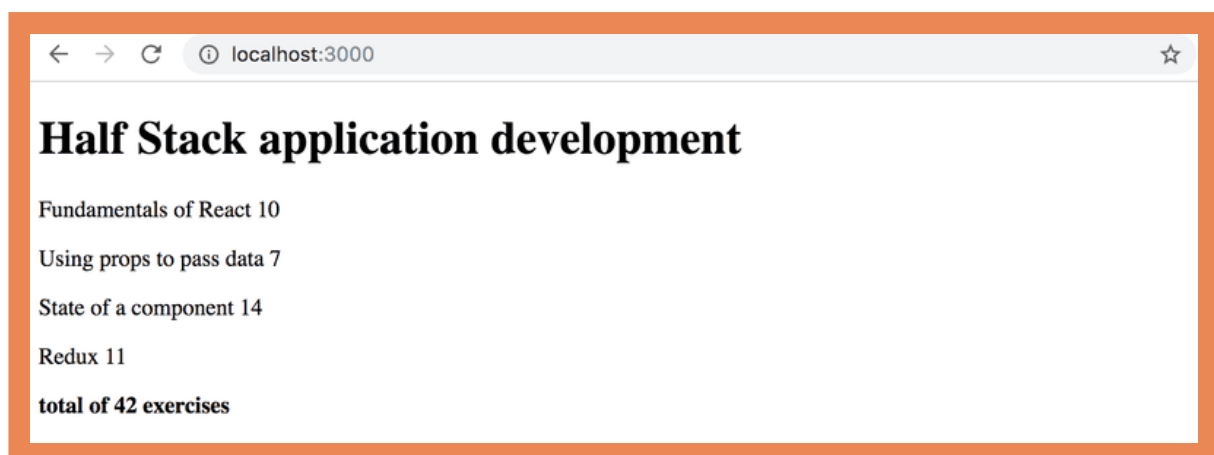 localhost:3000
Half Stack application development
Fundamentals of React 10
Using props to pass data 7
State of a component 14
Redux 11
total of 42 exercises